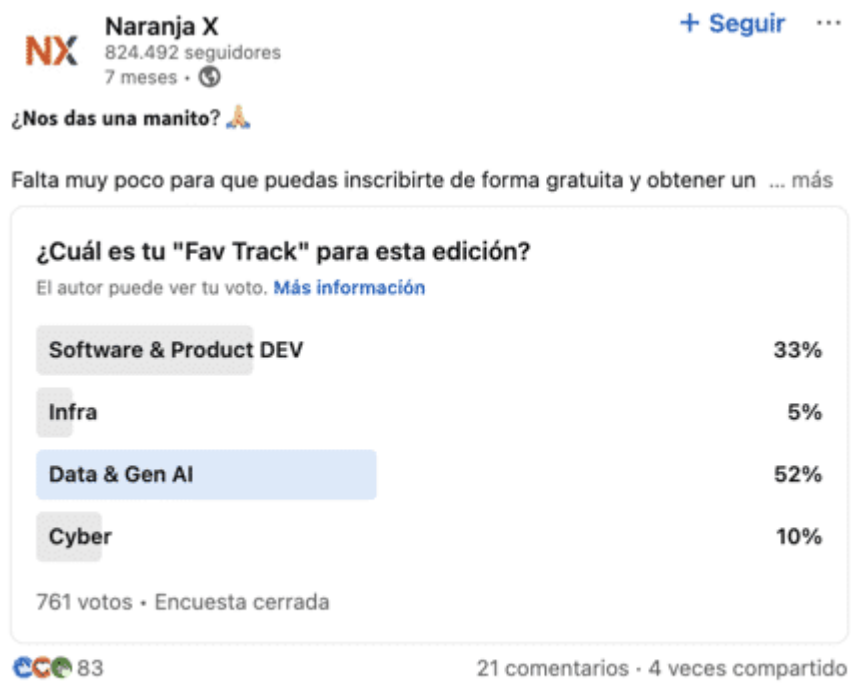 NX
Naranja X
824.492 seguidores
7 meses •
+ Seguir ...
¿Nos das una manito? 🙏🏼
Falta muy poco para que puedas inscribirte de forma gratuita y obtener un ... más
¿Cuál es tu "Fav Track" para esta edición?
El autor puede ver tu voto. Más información
Software & Product DEV 33%
Infra 5%
Data & Gen AI 52%
Cyber 10%
761 votos • Encuesta cerrada
83 21 comentarios · 4 veces compartido